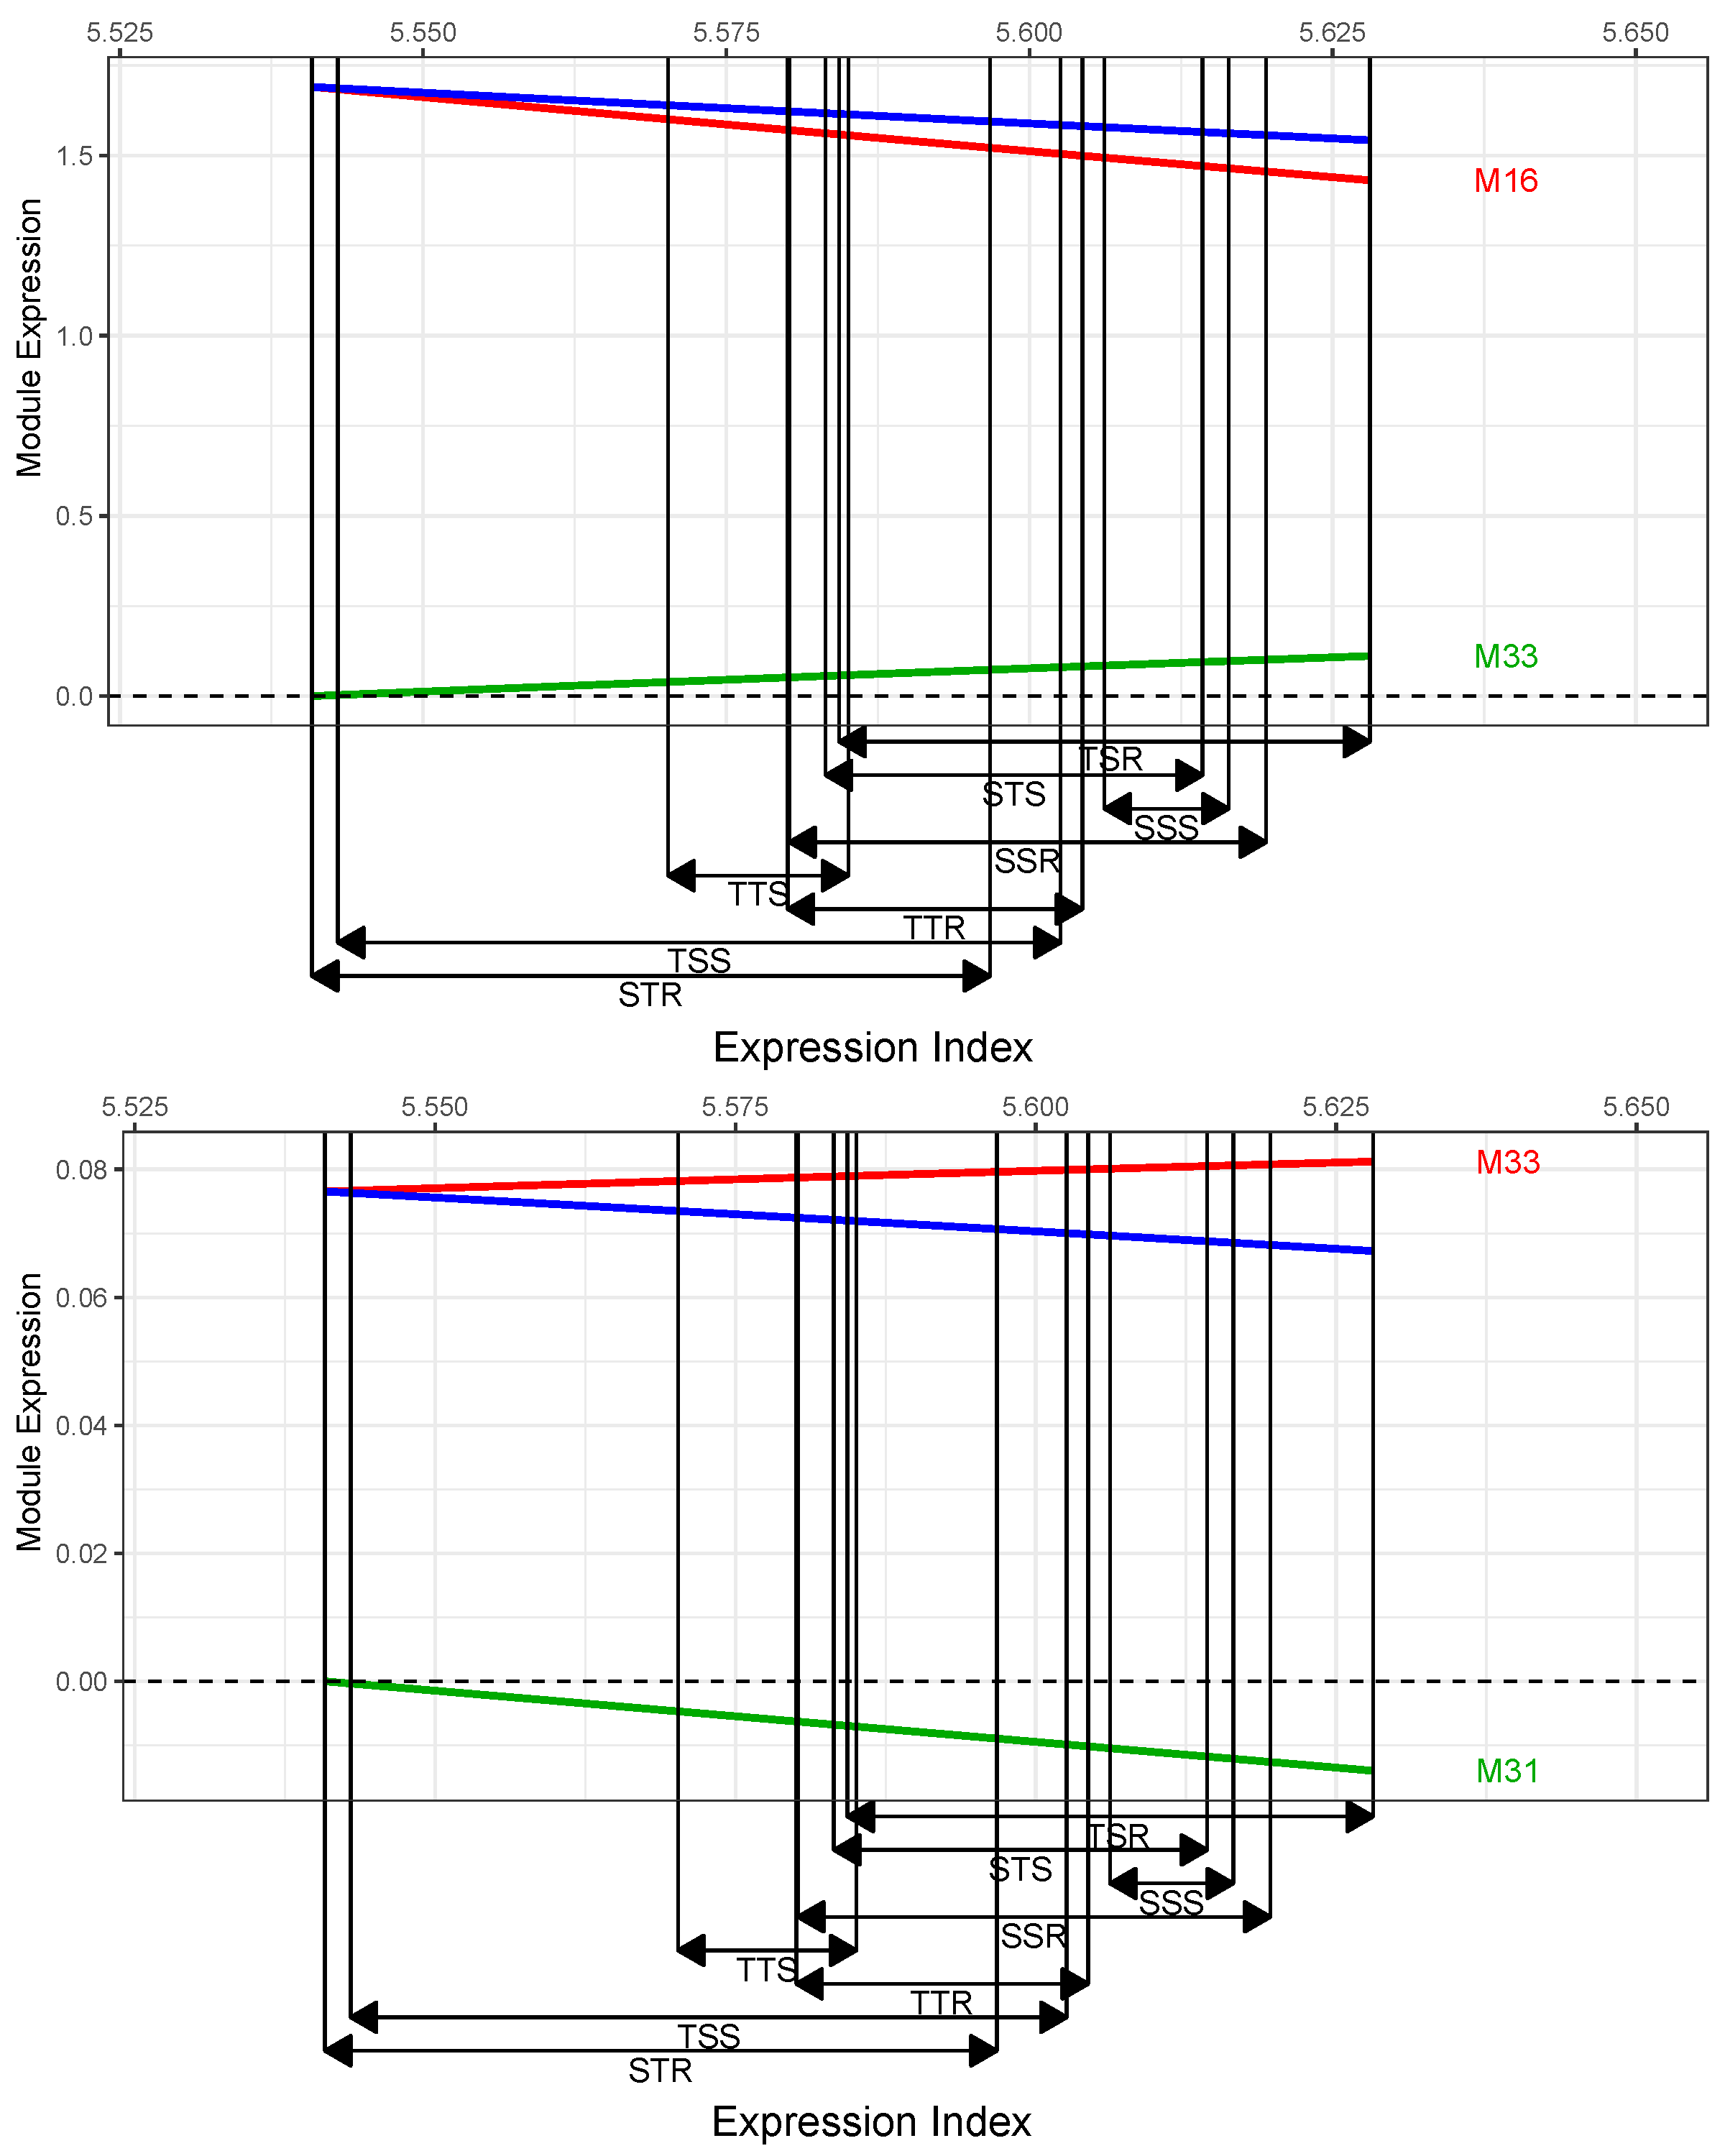 5.525 5.550 5.575 5.600 5.625 5.650
Module Expression
1.5
1.0
0.5
0.0
M16
M33
TSR
STS
SSS
SSR
TTS
TTR
TSS
STR
Expression Index
5.525 5.550 5.575 5.600 5.625 5.650
Module Expression
0.08
0.06
0.04
0.02
0.00
M33
M31
TSR
STS
SSS
SSR
TTS
TTR
TSS
STR
Expression Index